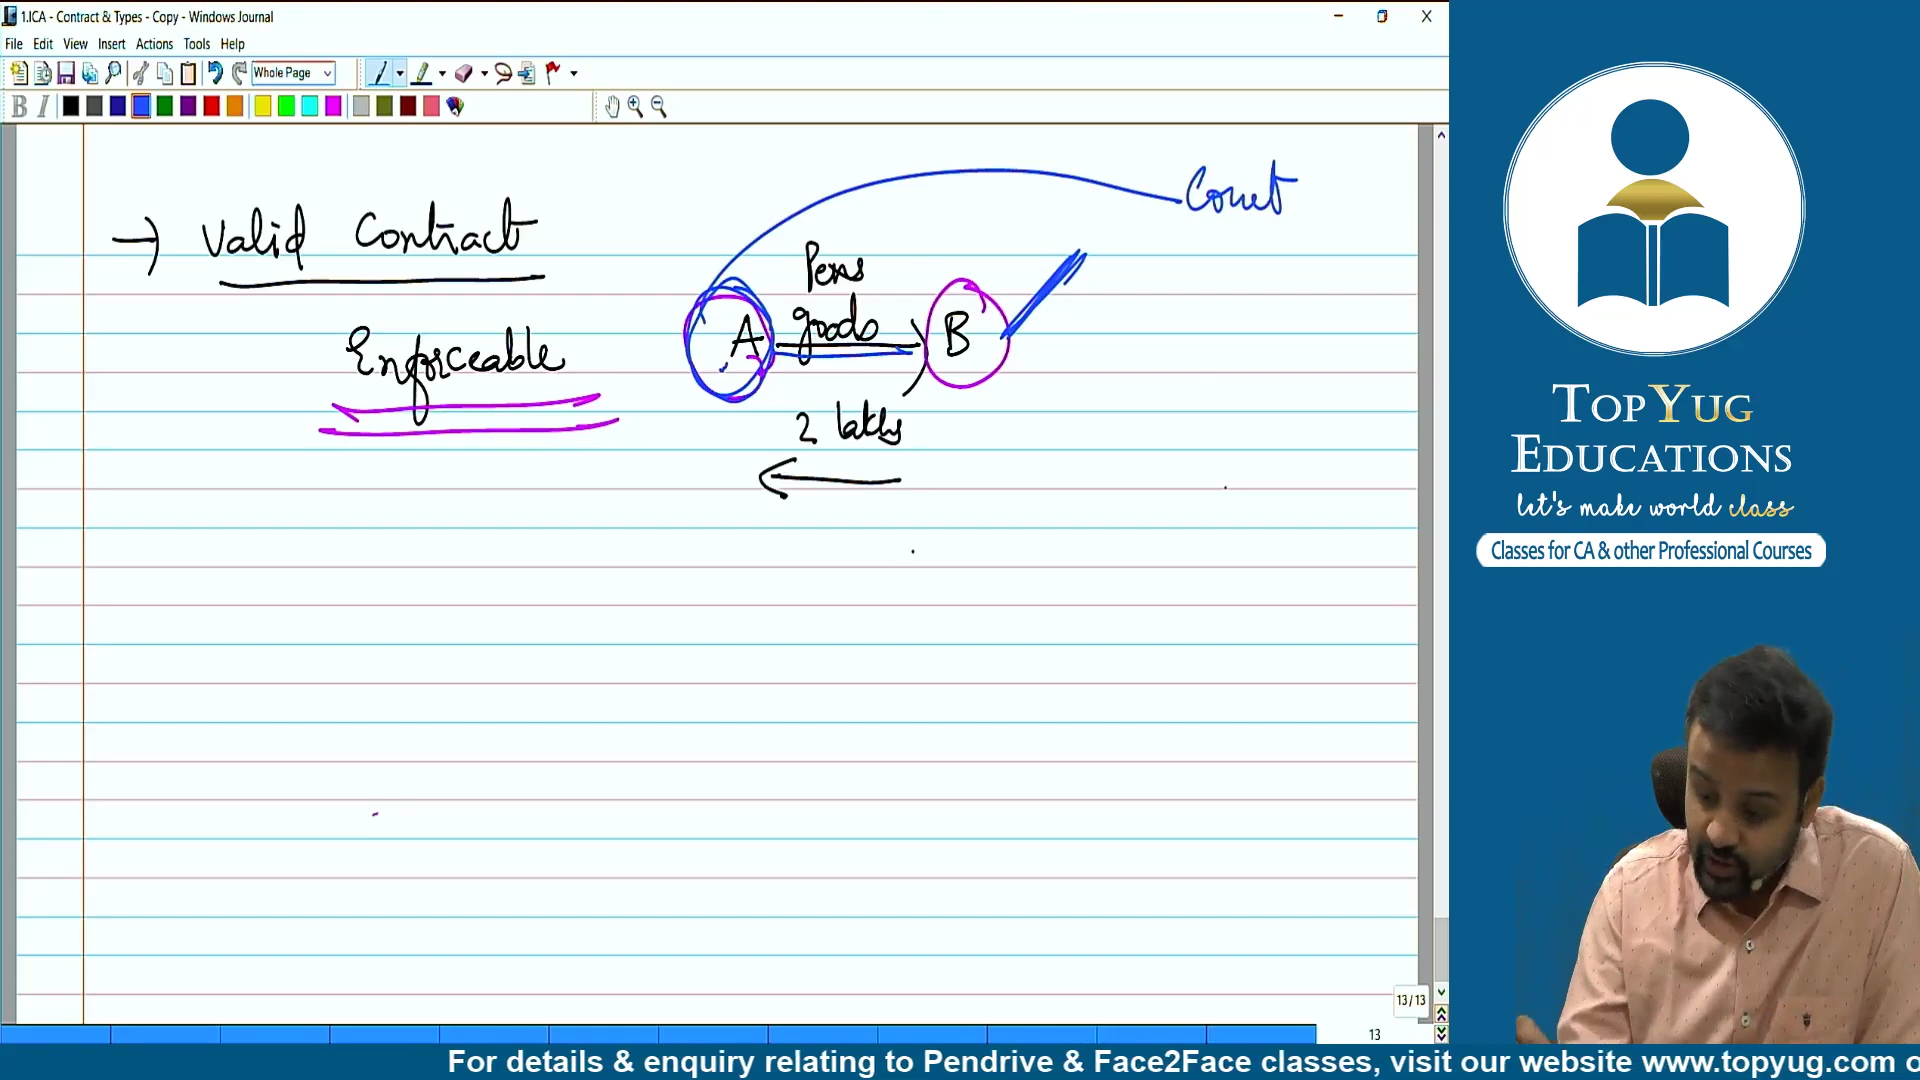 1.ICA - Contract & Types - Copy - Windows Journal
File Edit View Insert Actions Tools Help
Whole Page
B I
→ Valid Contract
Enforceable
Court
Pens
goods
A B
2 lakhs
13/13
13
TOPYUG
EDUCATIONS
let's make world class
Classes for CA & other Professional Courses
For details & enquiry relating to Pendrive & Face2Face classes, visit our website www.topyug.com o